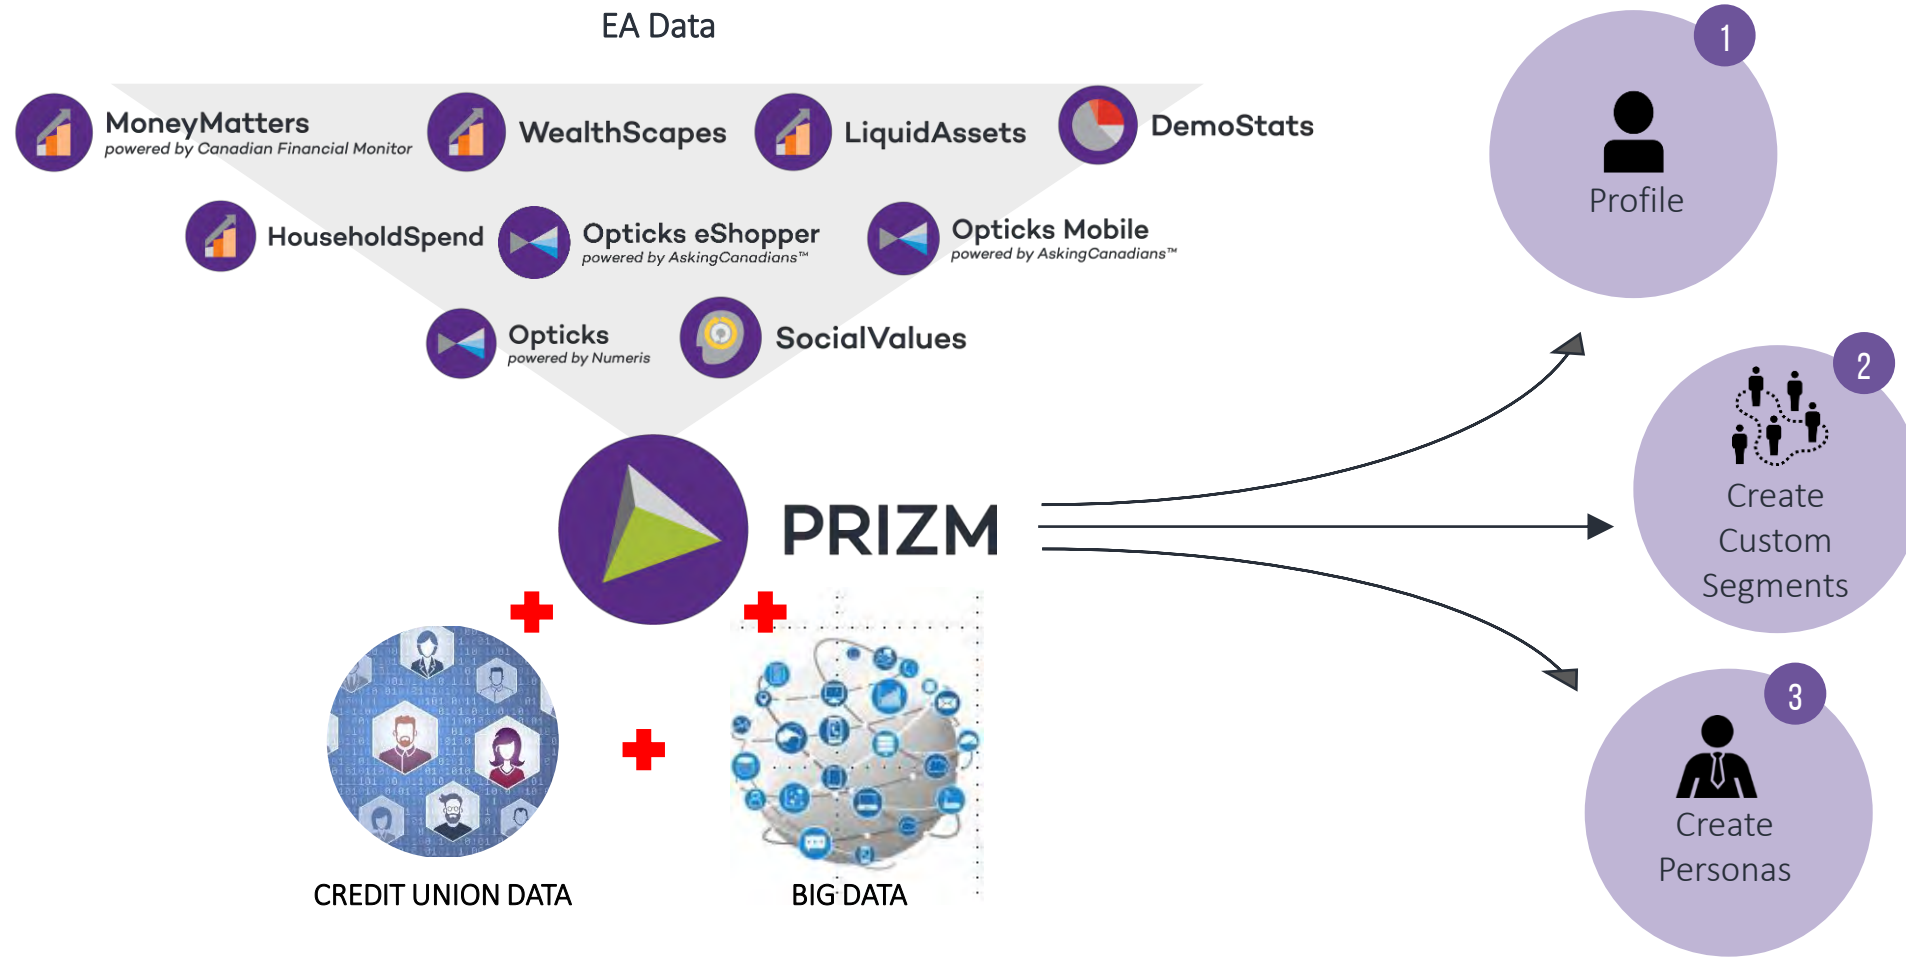 EA Data
MoneyMatters
powered by Canadian Financial Monitor
WealthScapes
LiquidAssets
DemoStats
HouseholdSpend
Opticks eShopper
powered by AskingCanadians™
Opticks Mobile
powered by AskingCanadians™
Opticks
powered by Numeris
SocialValues
PRIZM
CREDIT UNION DATA
BIG DATA
1
Profile
2
Create
Custom
Segments
3
Create
Personas